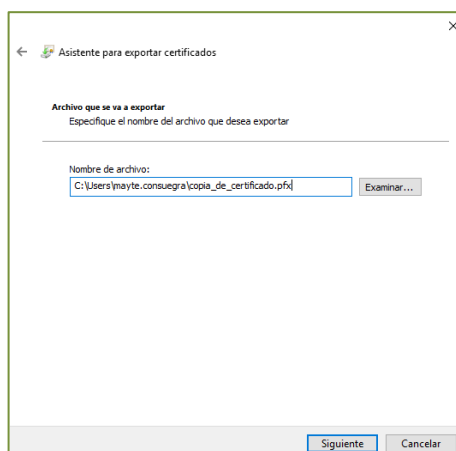 Asistente para exportar certificados
Archivo que se va a exportar
Especifique el nombre del archivo que desea exportar
Nombre de archivo:
C:\Users\mayte.consuegra\copia_de_certificado.pfx
Examinar...
Siguiente
Cancelar